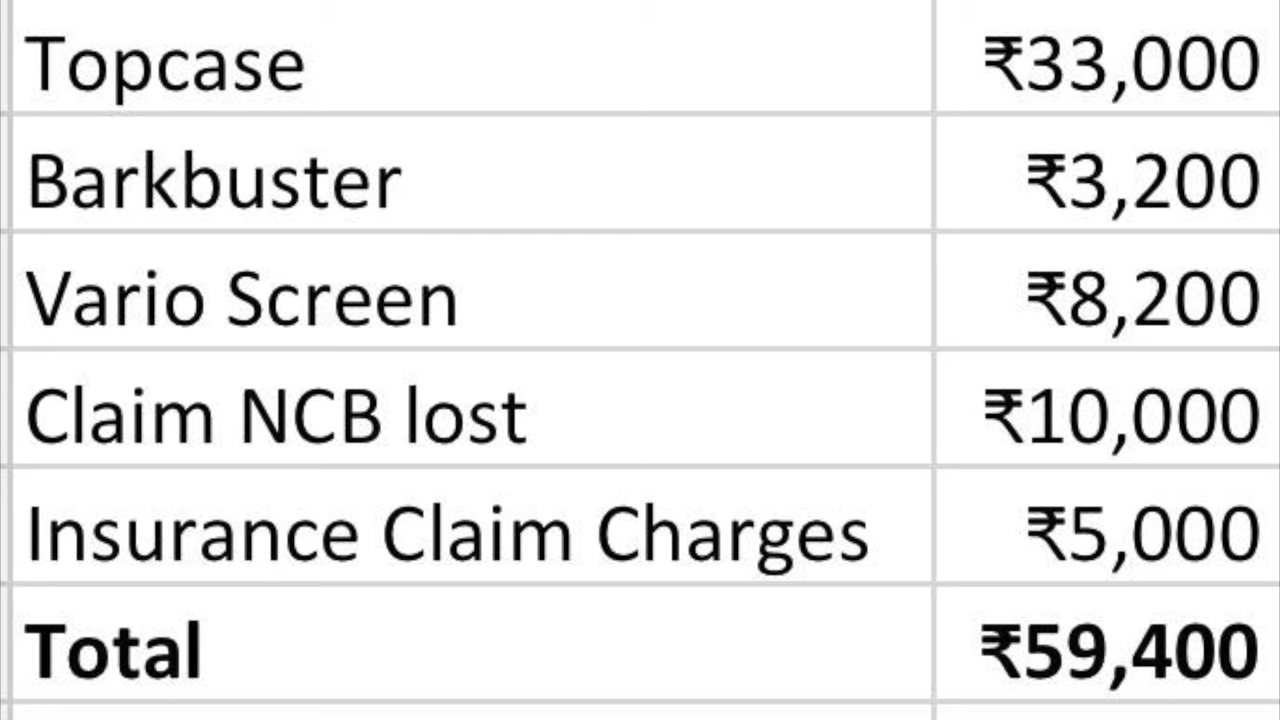 Topcase ₹33,000
Barkbuster ₹3,200
Vario Screen ₹8,200
Claim NCB lost ₹10,000
Insurance Claim Charges ₹5,000
Total ₹59,400